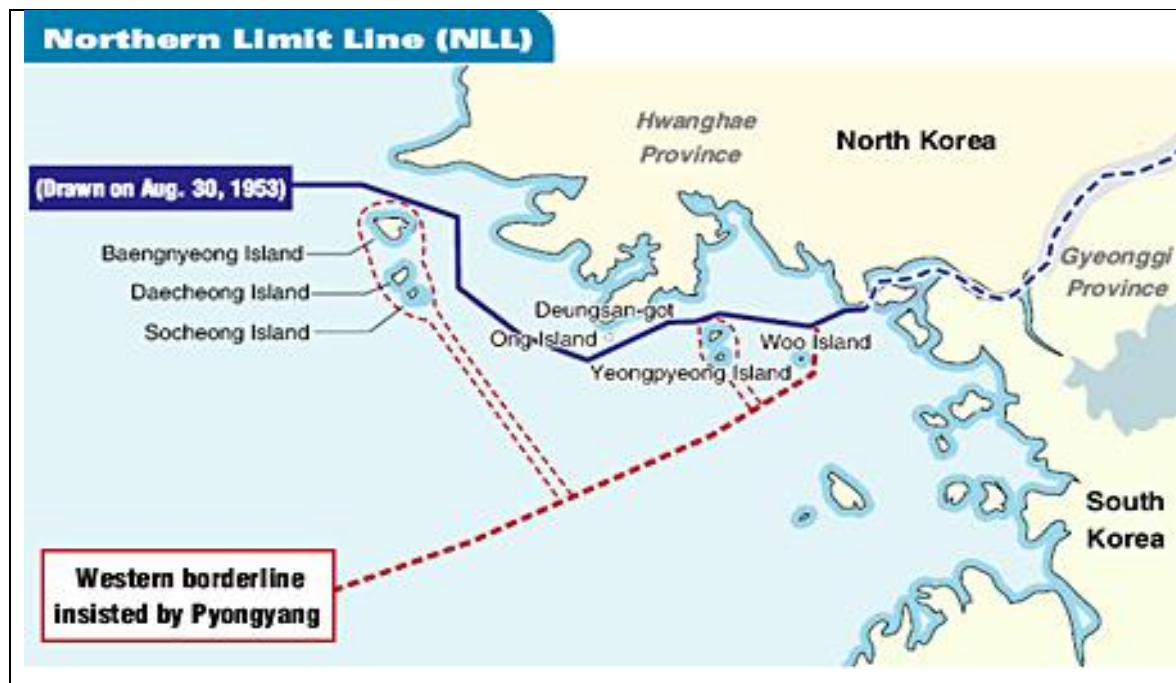 Northern Limit Line (NLL)
Hwanghae
Province
North Korea
(Drawn on Aug. 30, 1953)
Baengnyeong Island
Daecheong Island
Socheong Island
Deungsan-got
Ong-Island
Woo Island
Yeongpyeong Island
Gyeonggi
Province
South
Korea
Western borderline
insisted by Pyongyang